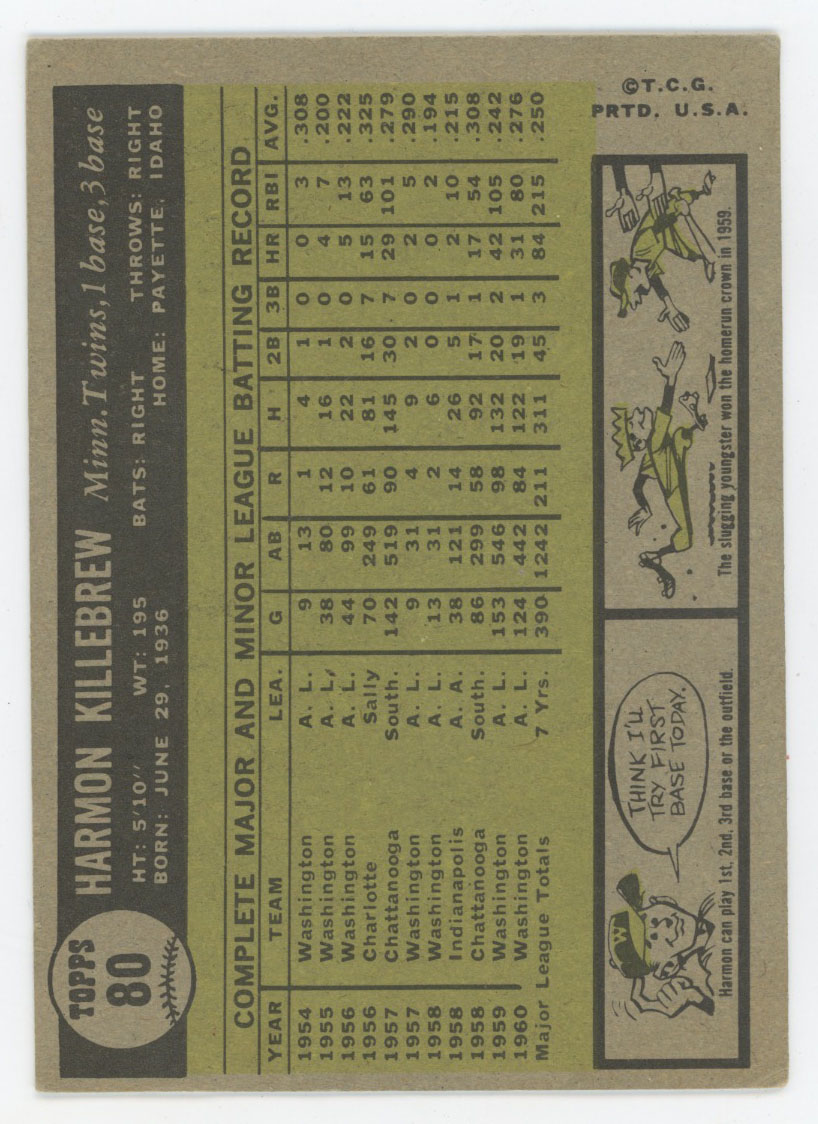 TOPPS
80
HARMON KILLEBREW Minn. Twins, 1 base, 3 base
HT: 5'10" WT: 195 BATS: RIGHT THROWS: RIGHT
BORN: JUNE 29, 1936 HOME: PAYETTE, IDAHO
COMPLETE MAJOR AND MINOR LEAGUE BATTING RECORD
YEAR TEAM LEA. G AB R H 2B 3B HR RBI AVG.
1954 Washington A. L. 9 13 1 4 1 0 0 3 .308
1955 Washington A. L. 38 80 12 16 1 0 4 7 .200
1956 Washington A. L. 44 99 10 22 2 0 5 13 .222
1956 Charlotte Sally 70 249 61 81 16 7 15 63 .325
1957 Chattanooga South. 142 519 90 145 30 7 29 101 .279
1957 Washington A. L. 9 31 4 9 2 0 2 5 .290
1958 Washington A. L. 13 31 2 6 0 0 0 2 .194
1958 Indianapolis A. A. 38 121 14 26 5 1 2 10 .215
1958 Chattanooga South. 86 299 58 92 17 1 17 54 .308
1959 Washington A. L. 153 546 98 132 20 2 42 105 .242
1960 Washington A. L. 124 442 84 122 19 1 31 80 .276
Major League Totals 7 Yrs. 390 1242 211 311 45 3 84 215 .250
W
THINK I'LL
TRY FIRST
BASE TODAY.
Harmon can play 1st, 2nd, 3rd base or the outfield.
The slugging youngster won the homerun crown in 1959.
©T.C.G.
PRTD. U.S.A.